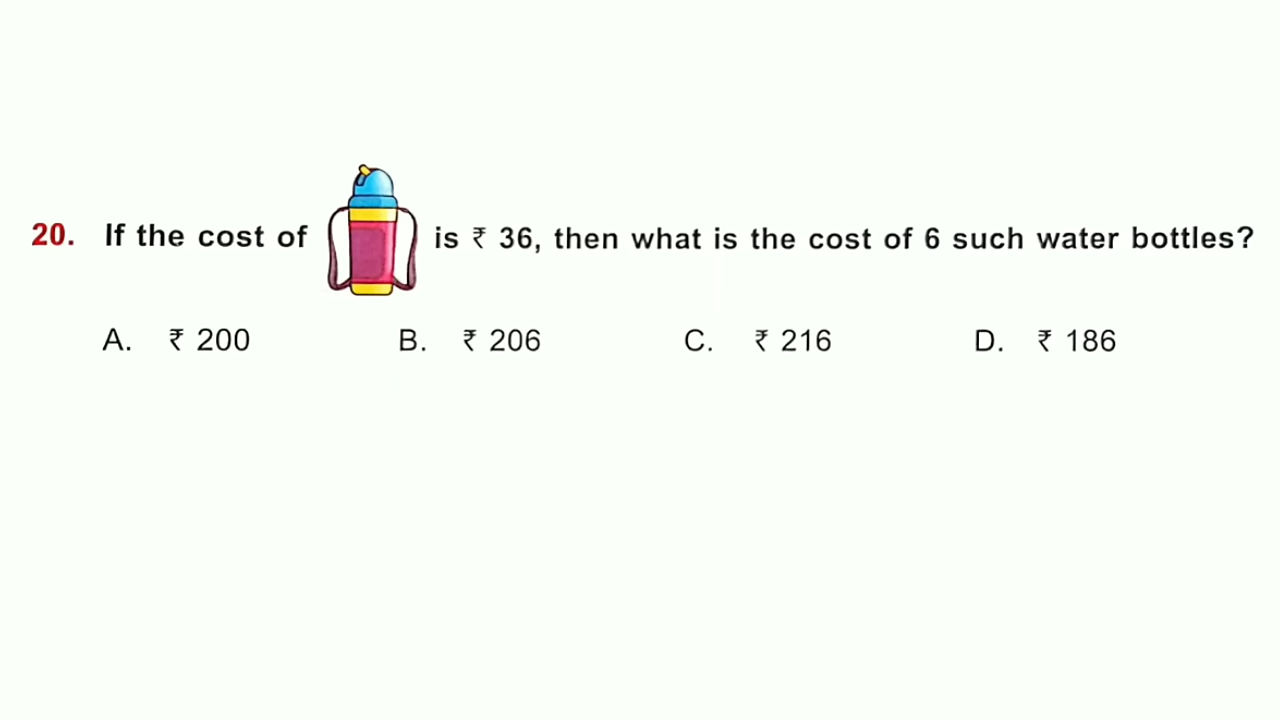 20. If the cost of is ₹ 36, then what is the cost of 6 such water bottles?
A. ₹ 200 B. ₹ 206 C. ₹ 216 D. ₹ 186